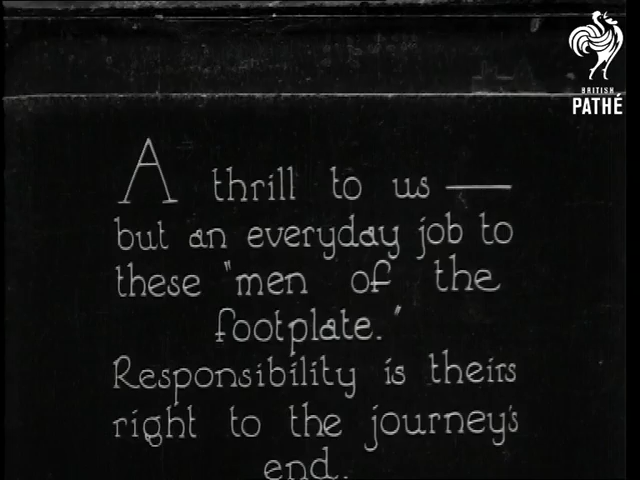 BRITISH
PATHÉ
A thrill to us —
but an everyday job to
these "men of the
footplate."
Responsibility is theirs
right to the journey's
end.